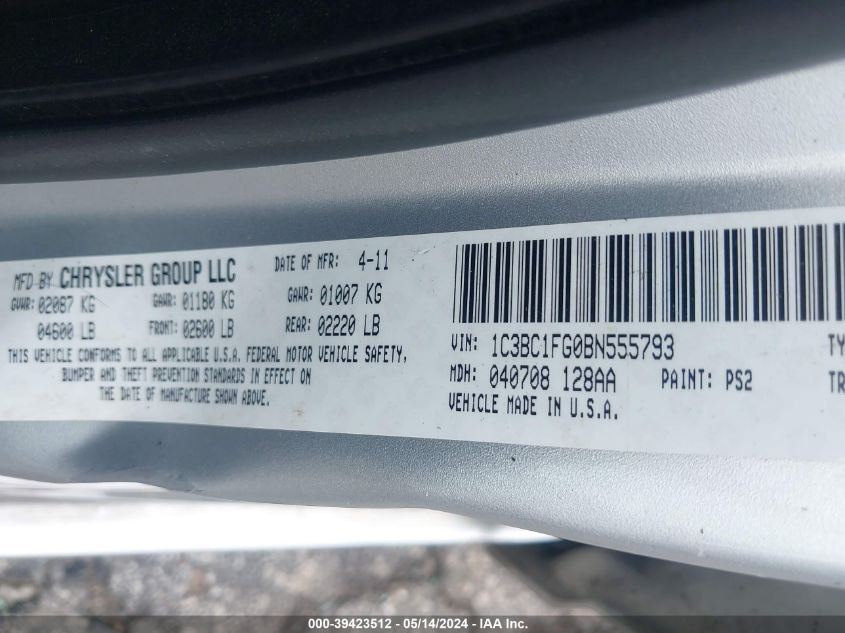 MFD BY CHRYSLER GROUP LLC DATE OF MFR: 4-11
GVWR: 02087 KG GAWR: 01180 KG GAWR: 01007 KG
04600 LB FRONT: 02600 LB REAR: 02220 LB
THIS VEHICLE CONFORMS TO ALL APPLICABLE U.S.A. FEDERAL MOTOR VEHICLE SAFETY,
BUMPER AND THEFT PREVENTION STANDARDS IN EFFECT ON
THE DATE OF MANUFACTURE SHOWN ABOVE.
VIN: 1C3BC1FG0BN555793 TY
MDH: 040708 128AA PAINT: PS2 TR
VEHICLE MADE IN U.S.A.
000-39423512 - 05/14/2024 - IAA Inc.